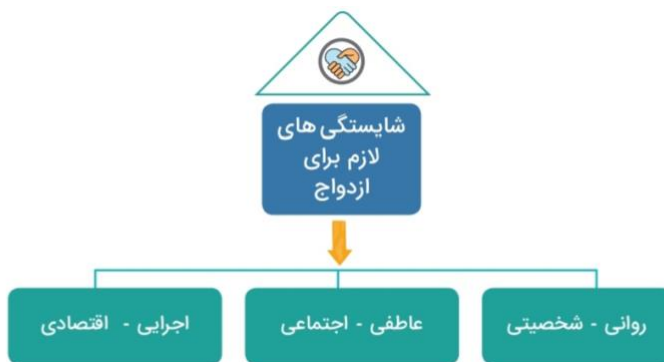 شایستگی های
لازم برای
ازدواج
روانی - شخصیتی
عاطفی - اجتماعی
اجرایی - اقتصادی